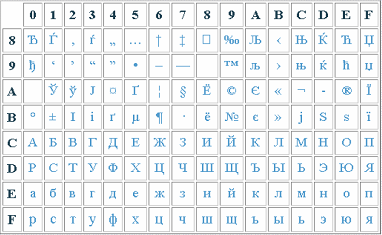 0 1 2 3 4 5 6 7 8 9 A B C D E F
8 Ђ Ѓ ‚ ѓ „ … † ‡ □ ‰ Љ ‹ Њ Ќ Ћ Џ
9 ђ ‘ ’ “ ” • – — ™ љ › њ ќ ћ џ
A Ў ў Ј ¤ Ґ ¦ § Ё © Є « ¬ - ® Ї
B ° ± І і ґ µ ¶ · ё № є » ј Ѕ ѕ ї
C А Б В Г Д Е Ж З И Й К Л М Н О П
D Р С Т У Ф Х Ц Ч Ш Щ Ъ Ы Ь Э Ю Я
E а б в г д е ж з и й к л м н о п
F р с т у ф х ц ч ш щ ъ ы ь э ю я